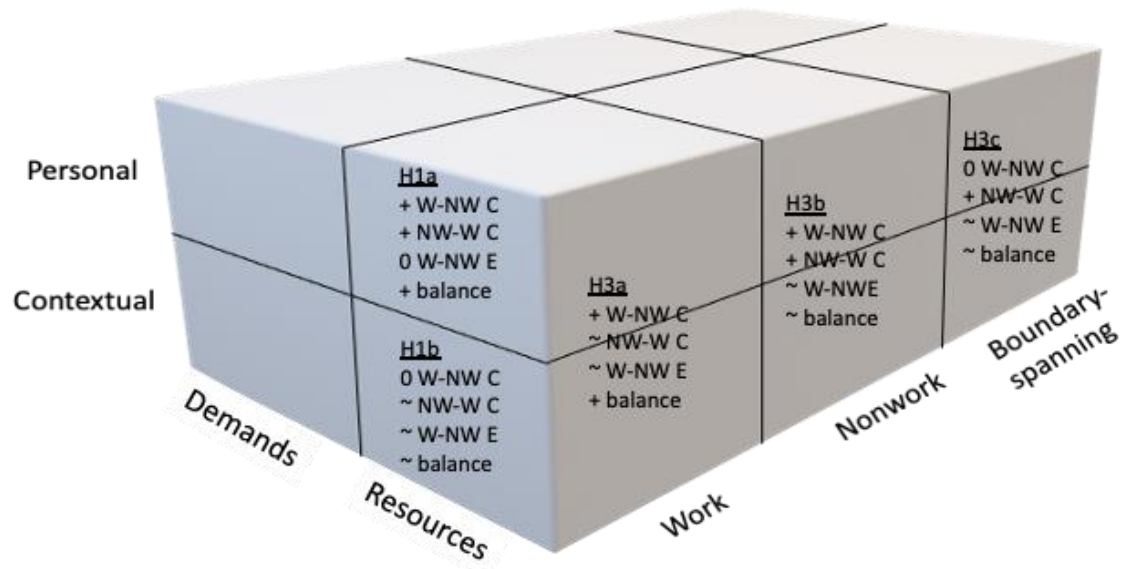 Personal
Contextual
Demands
Resources
Work
Nonwork
Boundary-
spanning
H1a
+ W-NW C
+ NW-W C
0 W-NW E
+ balance
H1b
0 W-NW C
~ NW-W C
~ W-NW E
~ balance
H3a
+ W-NW C
~ NW-W C
~ W-NW E
+ balance
H3b
+ W-NW C
+ NW-W C
~ W-NWE
~ balance
H3c
0 W-NW C
+ NW-W C
~ W-NW E
~ balance